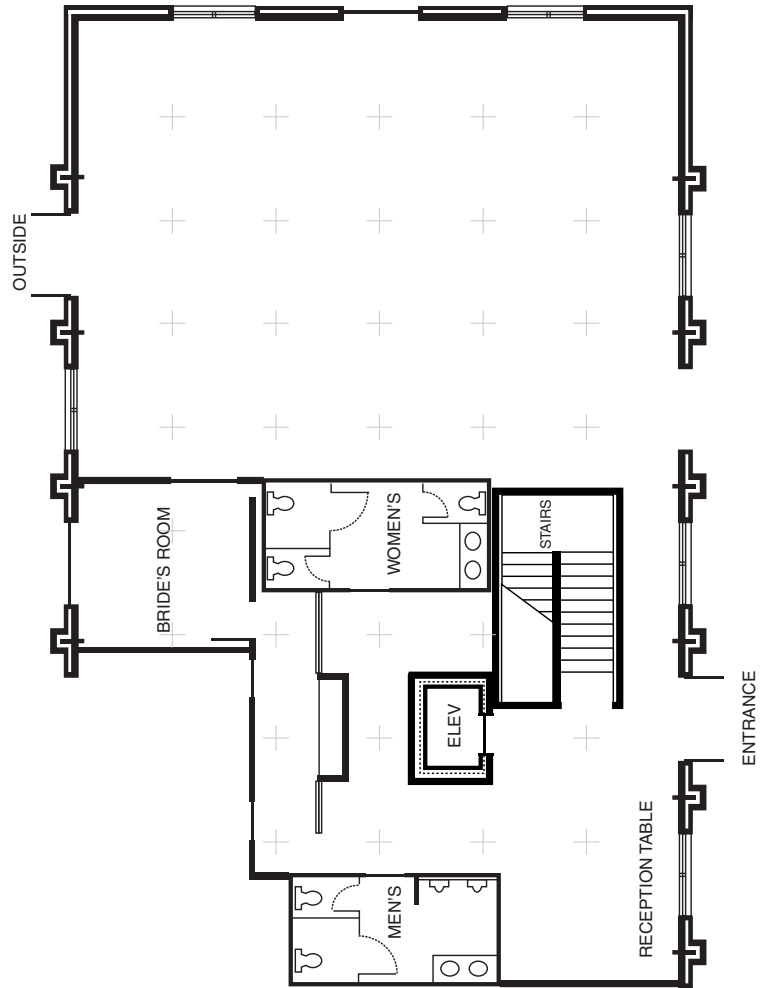 OUTSIDE
BRIDE'S ROOM
WOMEN'S
STAIRS
ELEV
ENTRANCE
RECEPTION TABLE
MEN'S